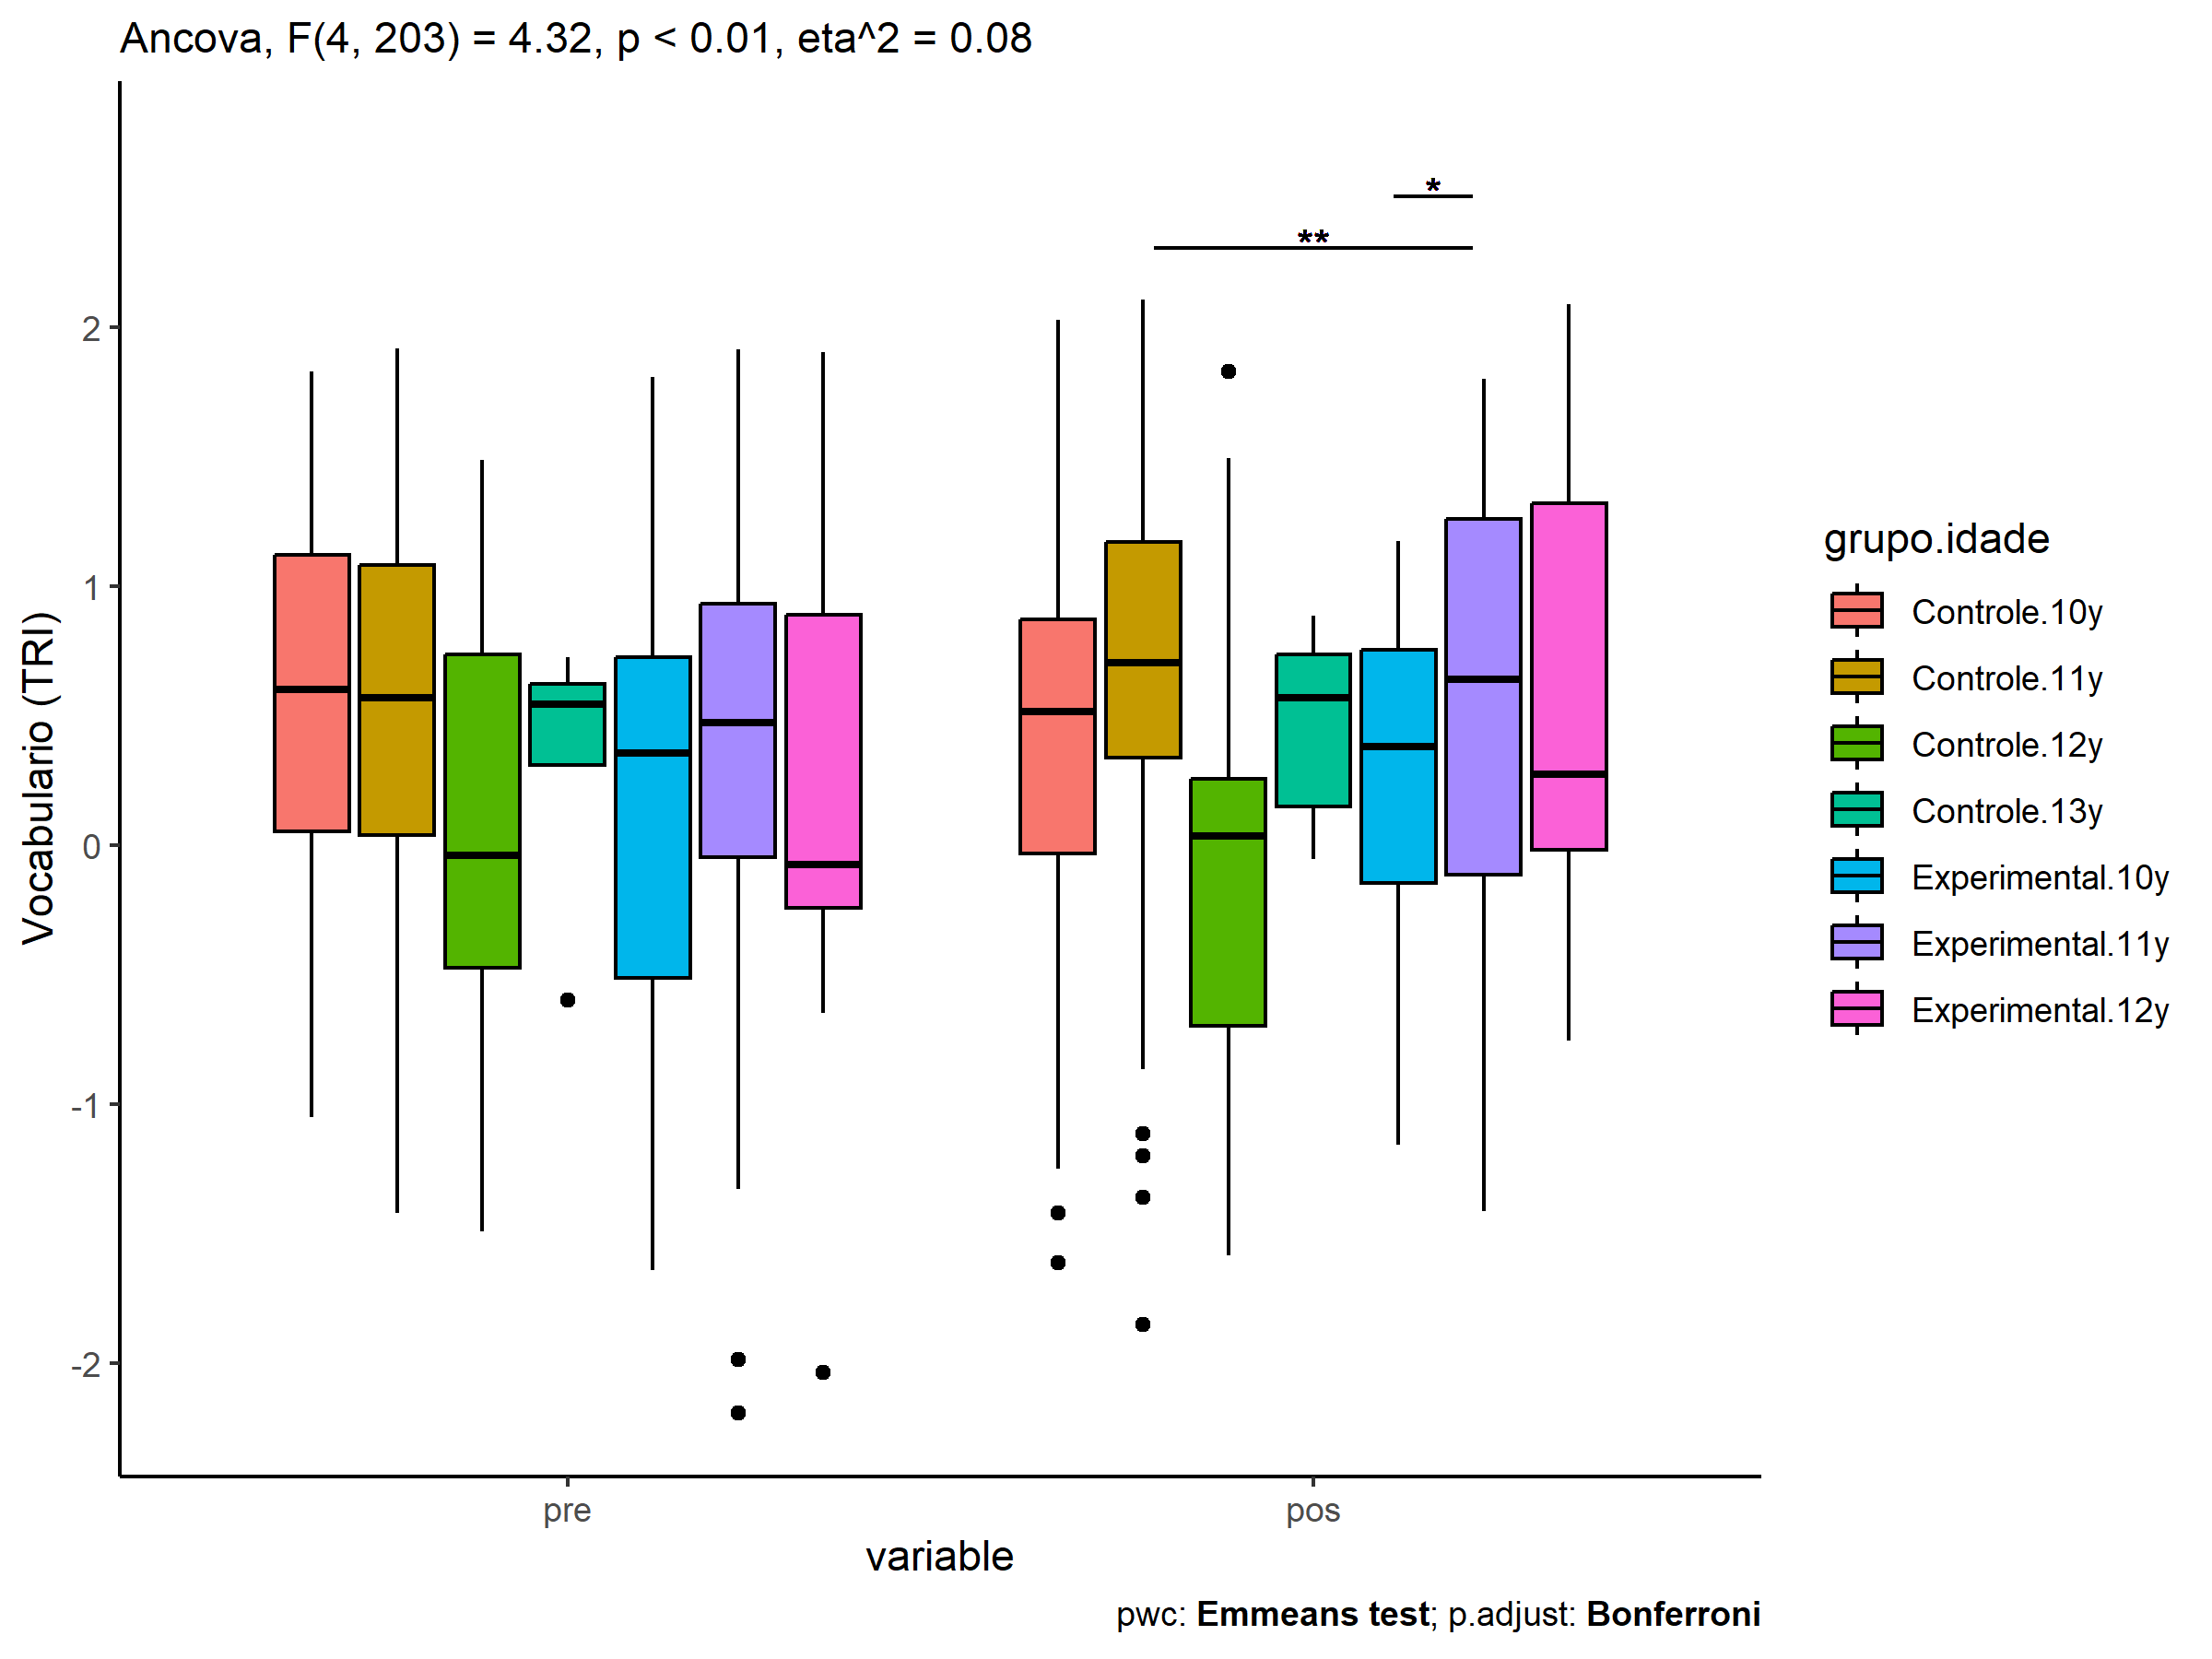 Ancova, F(4, 203) = 4.32, p < 0.01, eta^2 = 0.08
Vocabulario (TRI)
2
1
0
-1
-2
*
**
pre
pos
variable
grupo.idade
Controle.10y
Controle.11y
Controle.12y
Controle.13y
Experimental.10y
Experimental.11y
Experimental.12y
pwc: Emmeans test; p.adjust: Bonferroni